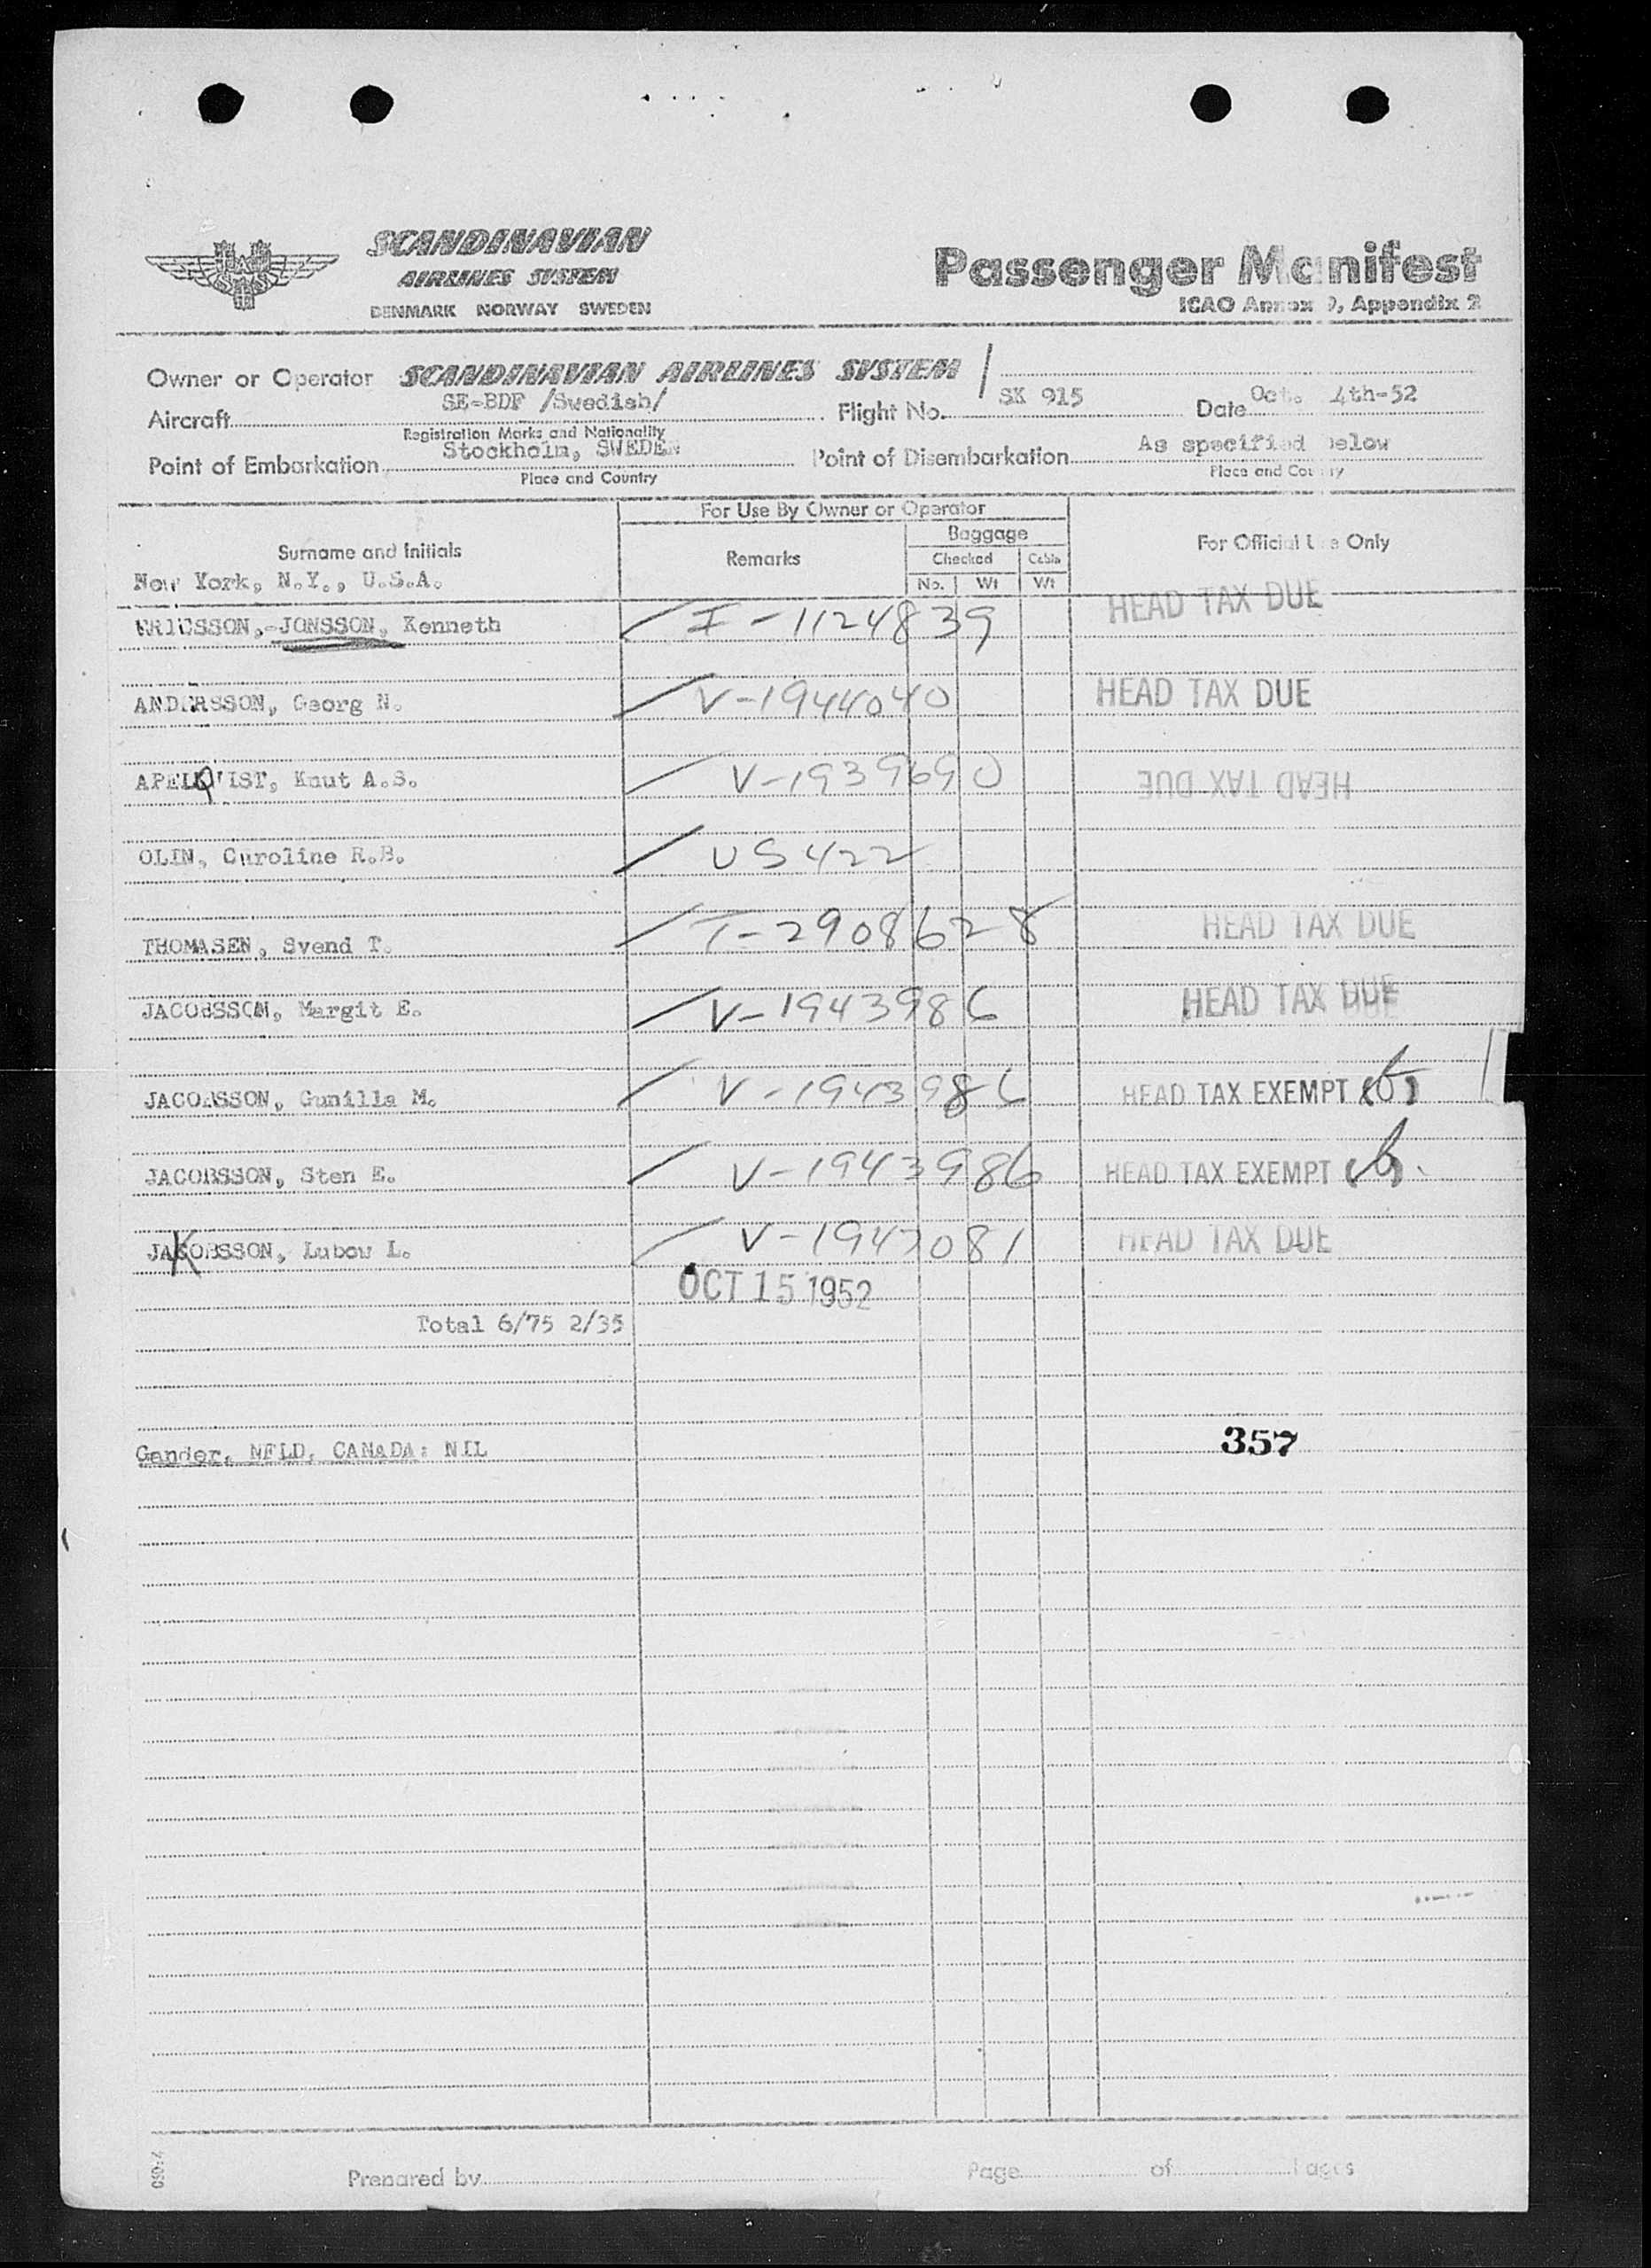 SCANDINAVIAN
AIRLINES SYSTEM
DENMARK NORWAY SWEDEN
Passenger Manifest
ICAO Annex 9, Appendix 2
Owner or Operator SCANDINAVIAN AIRLINES SYSTEM
Aircraft SE-BDF /Swedish/ Flight No. SK 915 Date Oct. 4th-52
Registration Marks and Nationality
Point of Embarkation Stockholm, SWEDEN Point of Disembarkation As specified below
Place and Country Place and Country
For Use By Owner or Operator
Surname and Initials Remarks Baggage For Official Use Only
Checked Cabin
No. Wt Wt
New York, N.Y., U.S.A.
ERICSSON,-JONSSON, Kenneth I-1124839 HEAD TAX DUE
ANDERSSON, Georg N. V-1944040 HEAD TAX DUE
APELQUIST, Knut A.S. V-1939690 HEAD TAX DUE
OLIN, Caroline R.B. US 422
THOMASEN, Svend T. T-2908628 HEAD TAX DUE
JACOBSSON, Margit E. V-1943986 HEAD TAX DUE
JACOBSSON, Gunilla M. V-1943986 HEAD TAX EXEMPT
JACOBSSON, Sten E. V-1943986 HEAD TAX EXEMPT
JAKOBSSON, Lubow L. HEAD TAX DUE
OCT 15 1952
Total 6/75 2/35
Gander, NFLD, CANADA: NIL 357
Prepared by Page of Pages